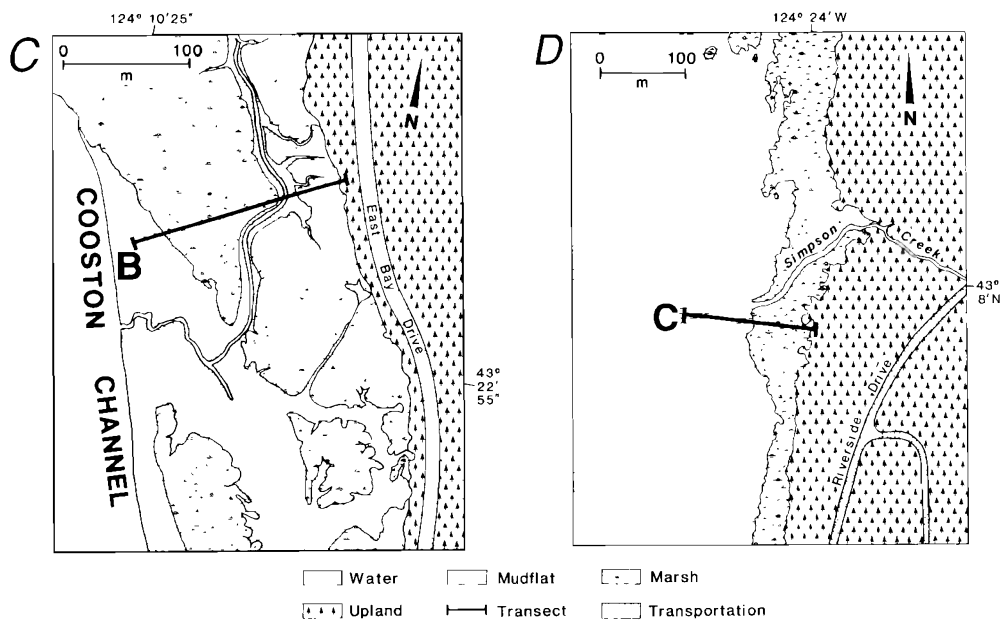 C
124° 10'25"
0 100
m
N
COOSTON CHANNEL
B
East Bay Drive
43°
22'
55"
D
124° 24' W
0 100
m
N
Simpson Creek
43°
8'N
C
Riverside Drive
Water Mudflat Marsh
Upland Transect Transportation